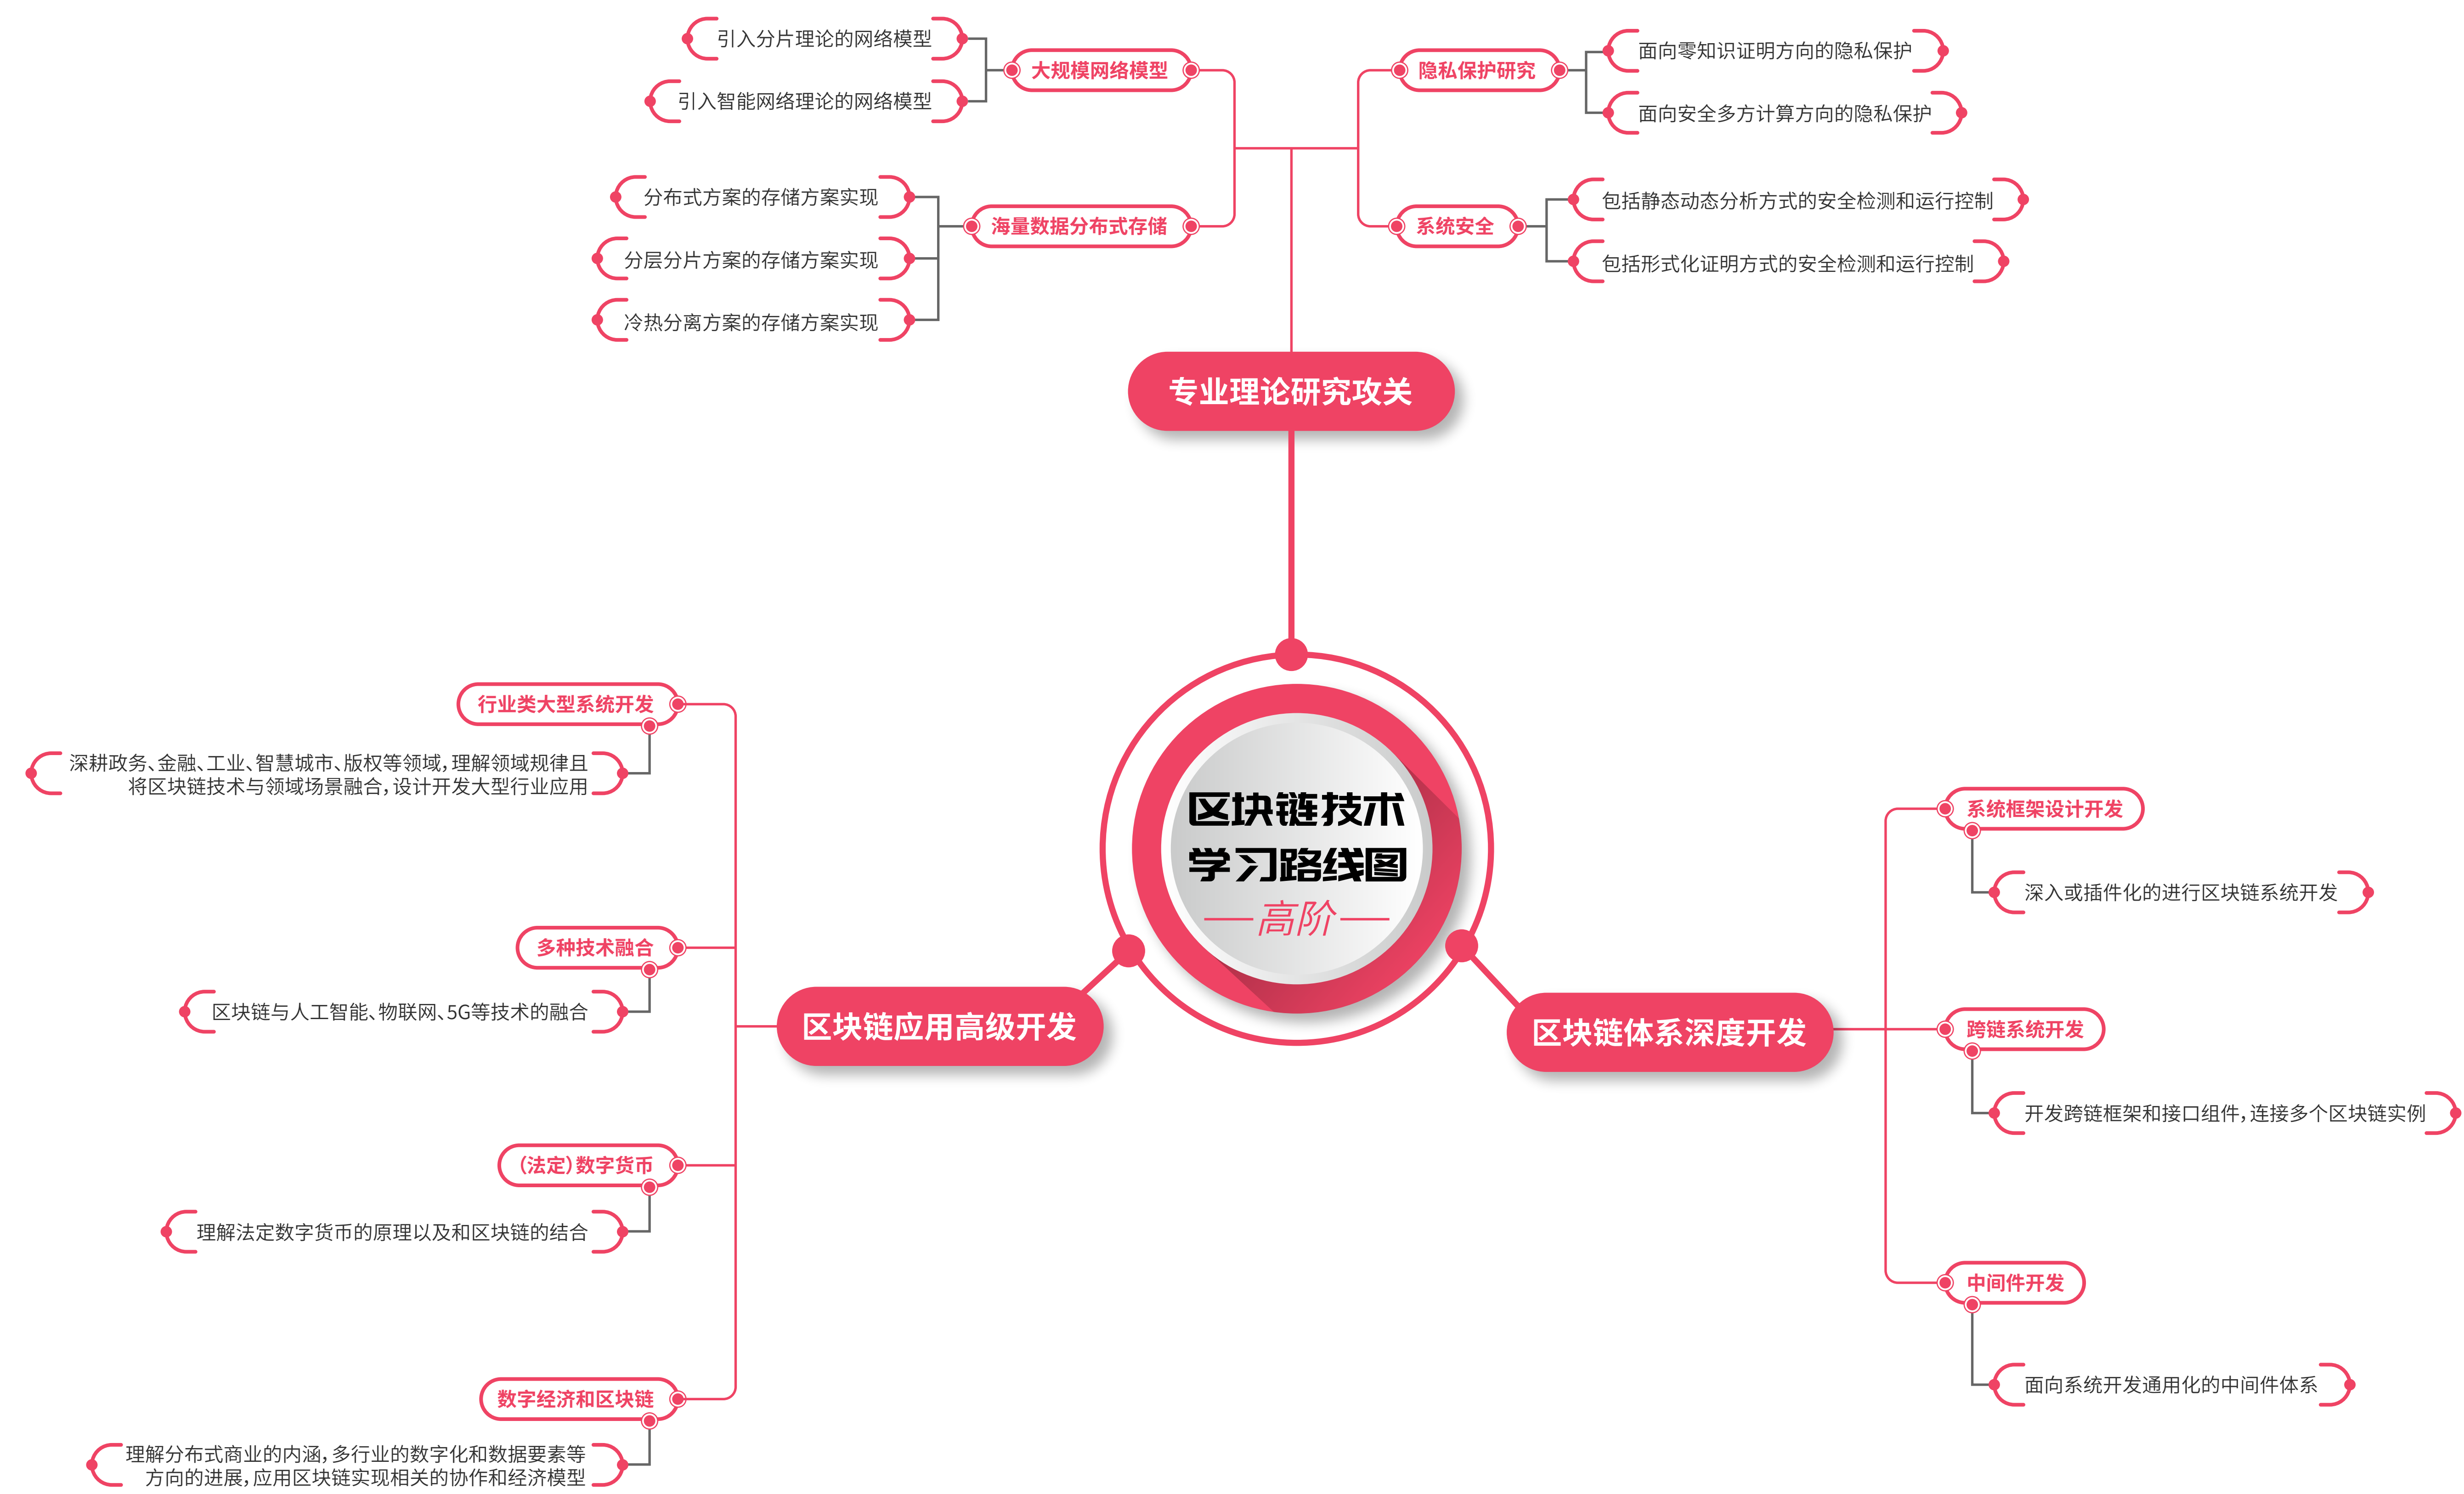 引入分片理论的网络模型
引入智能网络理论的网络模型
大规模网络模型
分布式方案的存储方案实现
分层分片方案的存储方案实现
冷热分离方案的存储方案实现
海量数据分布式存储
隐私保护研究
面向零知识证明方向的隐私保护
面向安全多方计算方向的隐私保护
系统安全
包括静态动态分析方式的安全检测和运行控制
包括形式化证明方式的安全检测和运行控制
专业理论研究攻关
区块链技术
学习路线图
高阶
行业类大型系统开发
深耕政务、金融、工业、智慧城市、版权等领域，理解领域规律且
将区块链技术与领域场景融合，设计开发大型行业应用
多种技术融合
区块链与人工智能、物联网、5G等技术的融合
区块链应用高级开发
（法定）数字货币
理解法定数字货币的原理以及和区块链的结合
数字经济和区块链
理解分布式商业的内涵，多行业的数字化和数据要素等
方向的进展，应用区块链实现相关的协作和经济模型
区块链体系深度开发
系统框架设计开发
深入或插件化的进行区块链系统开发
跨链系统开发
开发跨链框架和接口组件，连接多个区块链实例
中间件开发
面向系统开发通用化的中间件体系